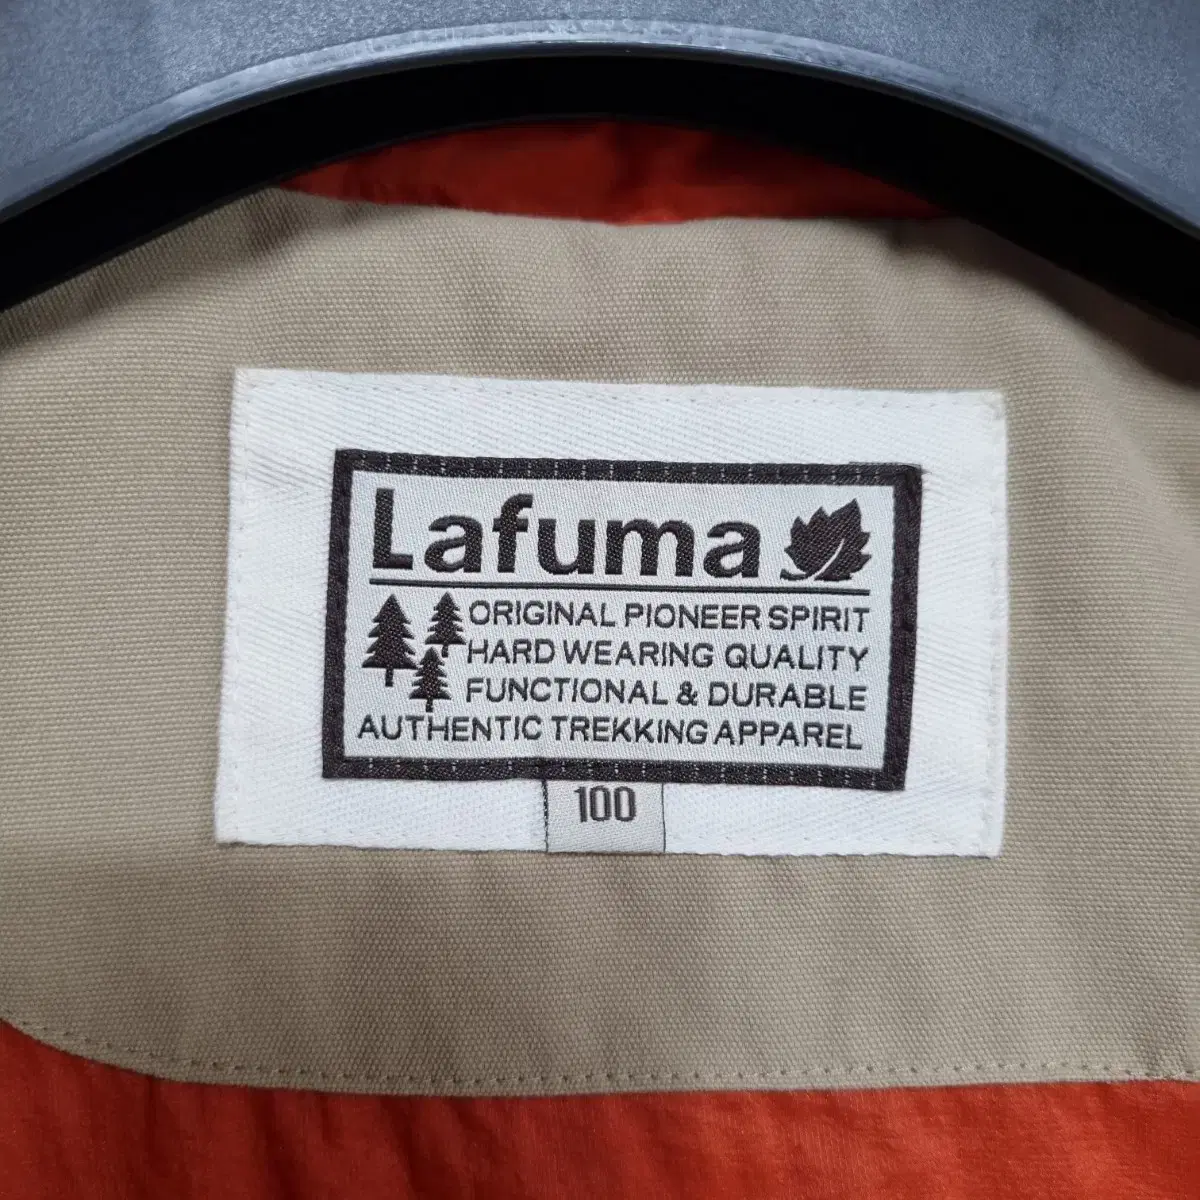 Lafuma
ORIGINAL PIONEER SPIRIT
HARD WEARING QUALITY
FUNCTIONAL & DURABLE
AUTHENTIC TREKKING APPAREL
100